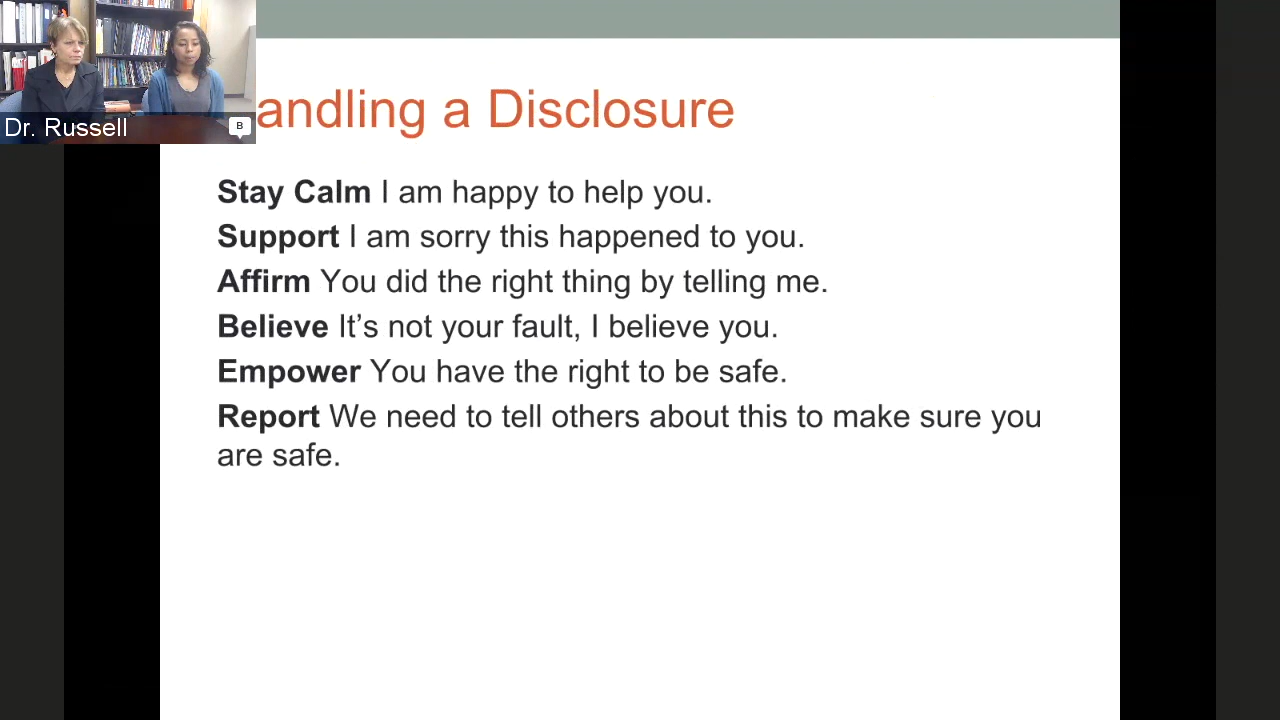 andling a Disclosure
Dr. Russell
B
Stay Calm I am happy to help you.
Support I am sorry this happened to you.
Affirm You did the right thing by telling me.
Believe It’s not your fault, I believe you.
Empower You have the right to be safe.
Report We need to tell others about this to make sure you
are safe.